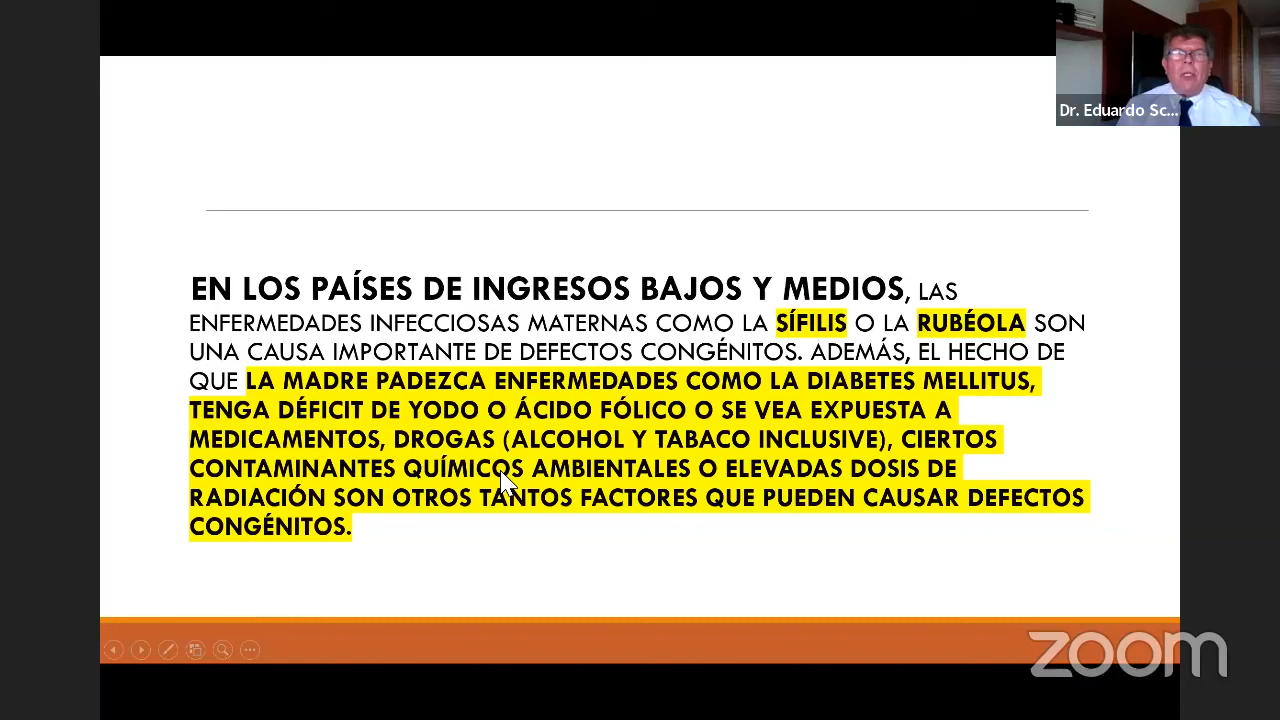 Dr. Eduardo Sc...
EN LOS PAÍSES DE INGRESOS BAJOS Y MEDIOS, LAS
ENFERMEDADES INFECCIOSAS MATERNAS COMO LA SÍFILIS O LA RUBÉOLA SON
UNA CAUSA IMPORTANTE DE DEFECTOS CONGÉNITOS. ADEMÁS, EL HECHO DE
QUE LA MADRE PADEZCA ENFERMEDADES COMO LA DIABETES MELLITUS,
TENGA DÉFICIT DE YODO O ÁCIDO FÓLICO O SE VEA EXPUESTA A
MEDICAMENTOS, DROGAS (ALCOHOL Y TABACO INCLUSIVE), CIERTOS
CONTAMINANTES QUÍMICOS AMBIENTALES O ELEVADAS DOSIS DE
RADIACIÓN SON OTROS TANTOS FACTORES QUE PUEDEN CAUSAR DEFECTOS
CONGÉNITOS.
zoom